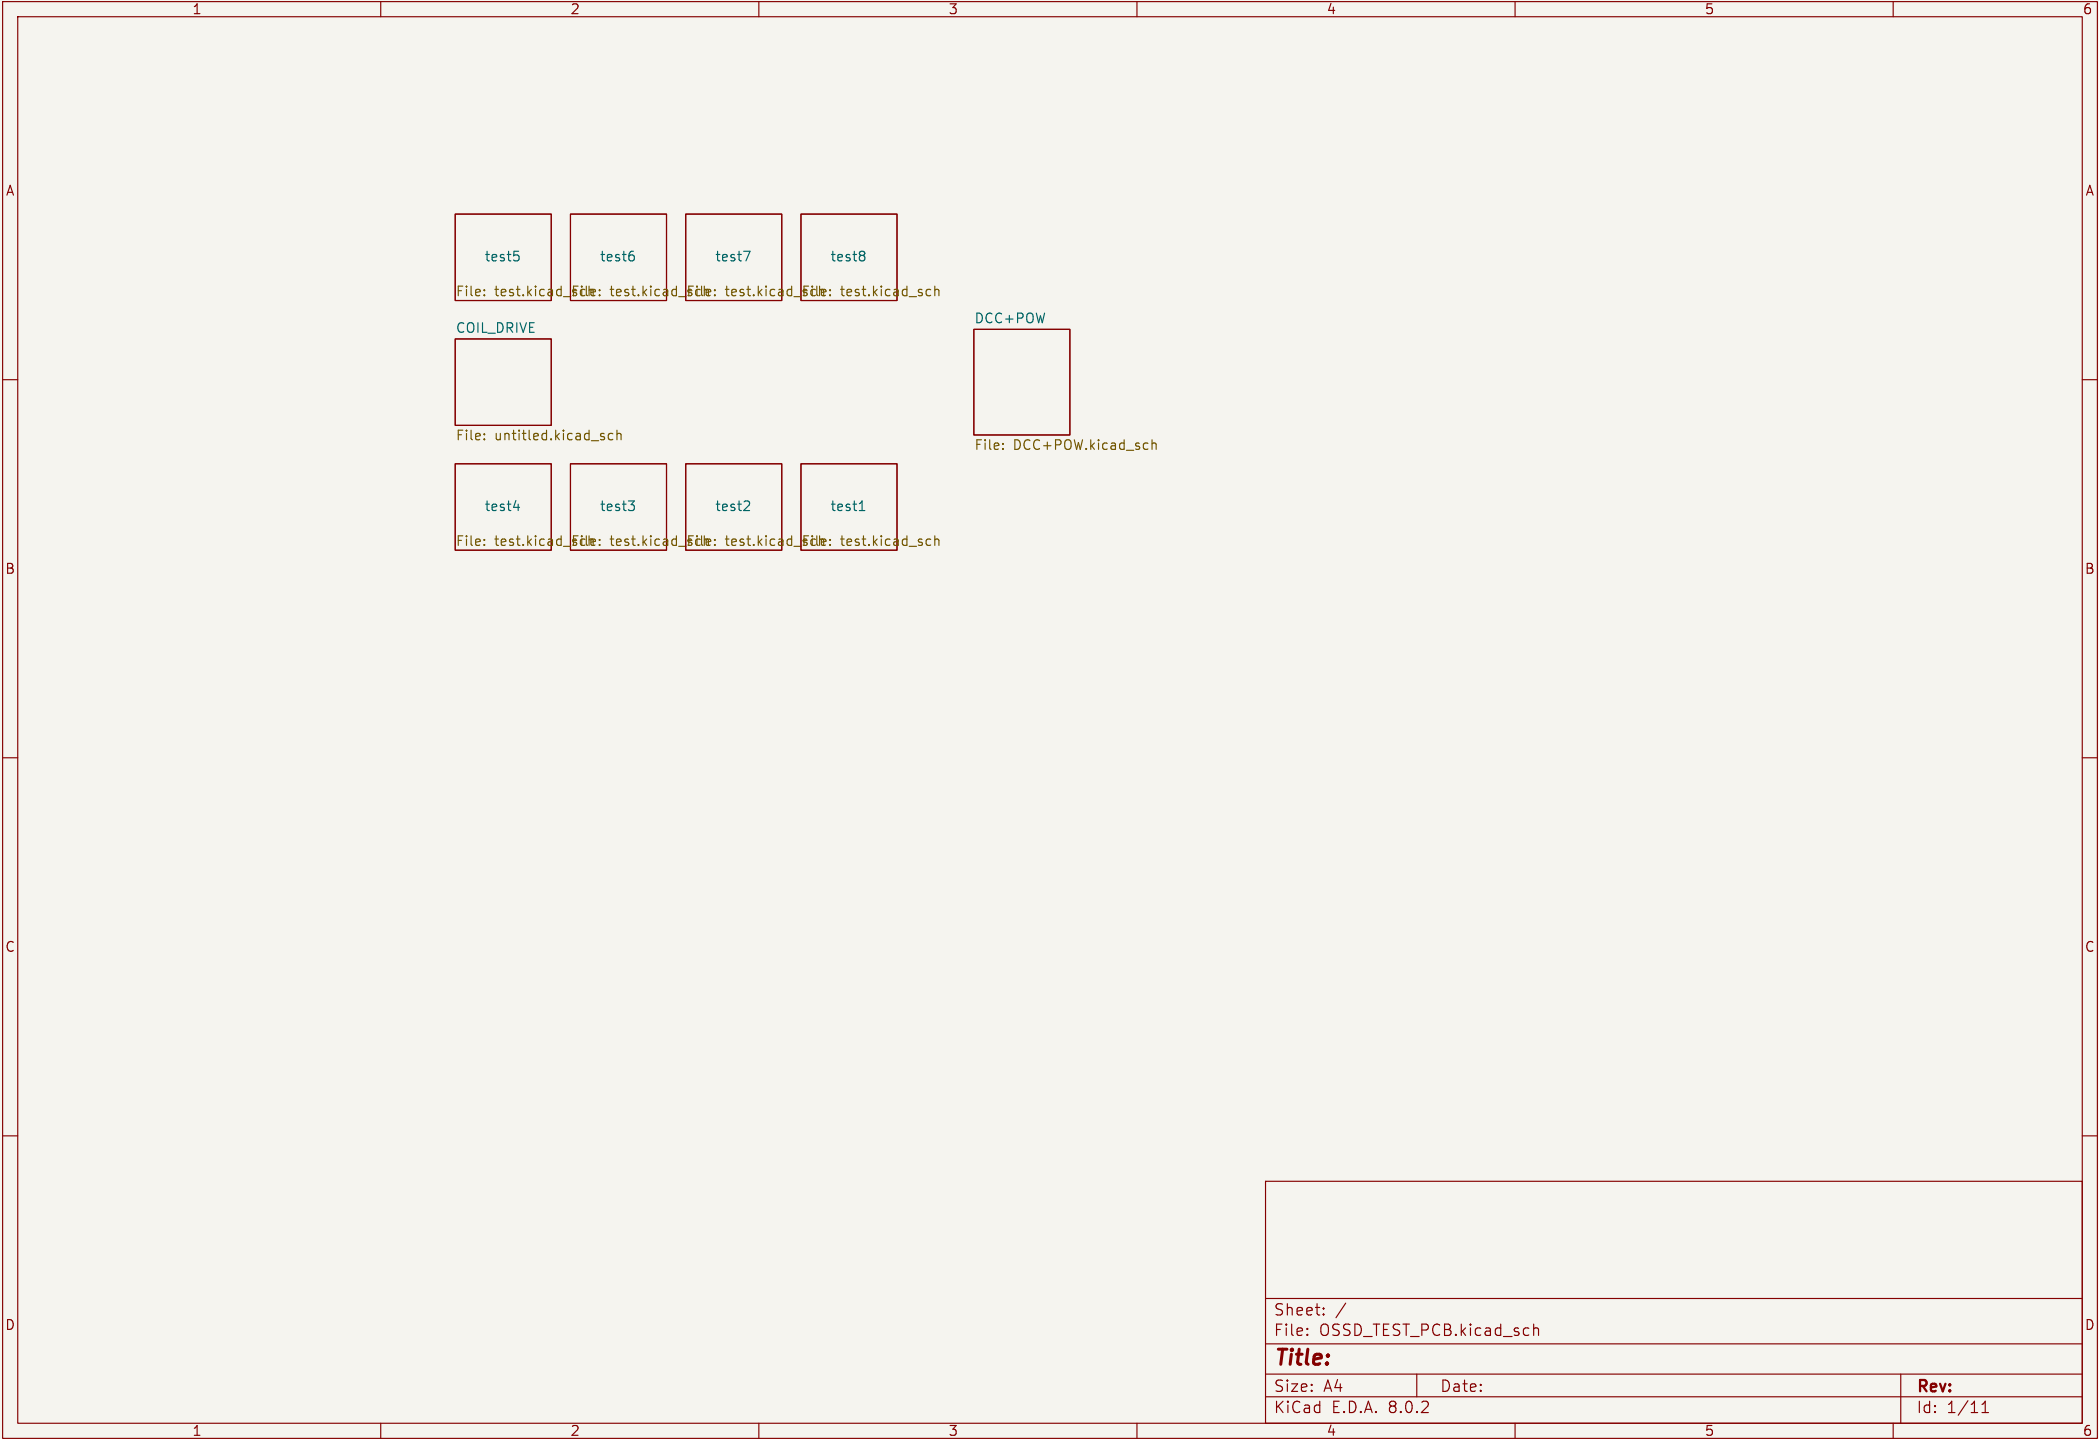 1 2 3 4 5 6
A A
test5 test6 test7 test8
File: test.kicad_sch File: test.kicad_sch File: test.kicad_sch File: test.kicad_sch
DCC+POW
COIL_DRIVE
File: untitled.kicad_sch
File: DCC+POW.kicad_sch
test4 test3 test2 test1
File: test.kicad_sch File: test.kicad_sch File: test.kicad_sch File: test.kicad_sch
B B
C C
Sheet: /
D D
File: OSSD_TEST_PCB.kicad_sch
Title:
Size: A4 Date: Rev:
KiCad E.D.A. 8.0.2 Id: 1/11
1 2 3 4 5 6